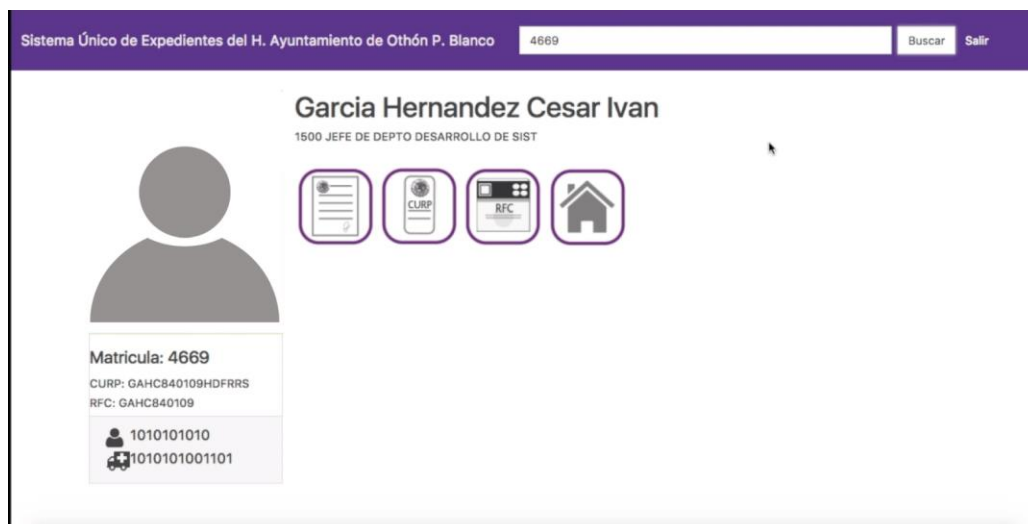 Sistema Único de Expedientes del H. Ayuntamiento de Othón P. Blanco
4669
Buscar
Salir
Garcia Hernandez Cesar Ivan
1500 JEFE DE DEPTO DESARROLLO DE SIST
CURP
RFC
Matricula: 4669
CURP: GAHC840109HDFRRS
RFC: GAHC840109
1010101010
1010101001101